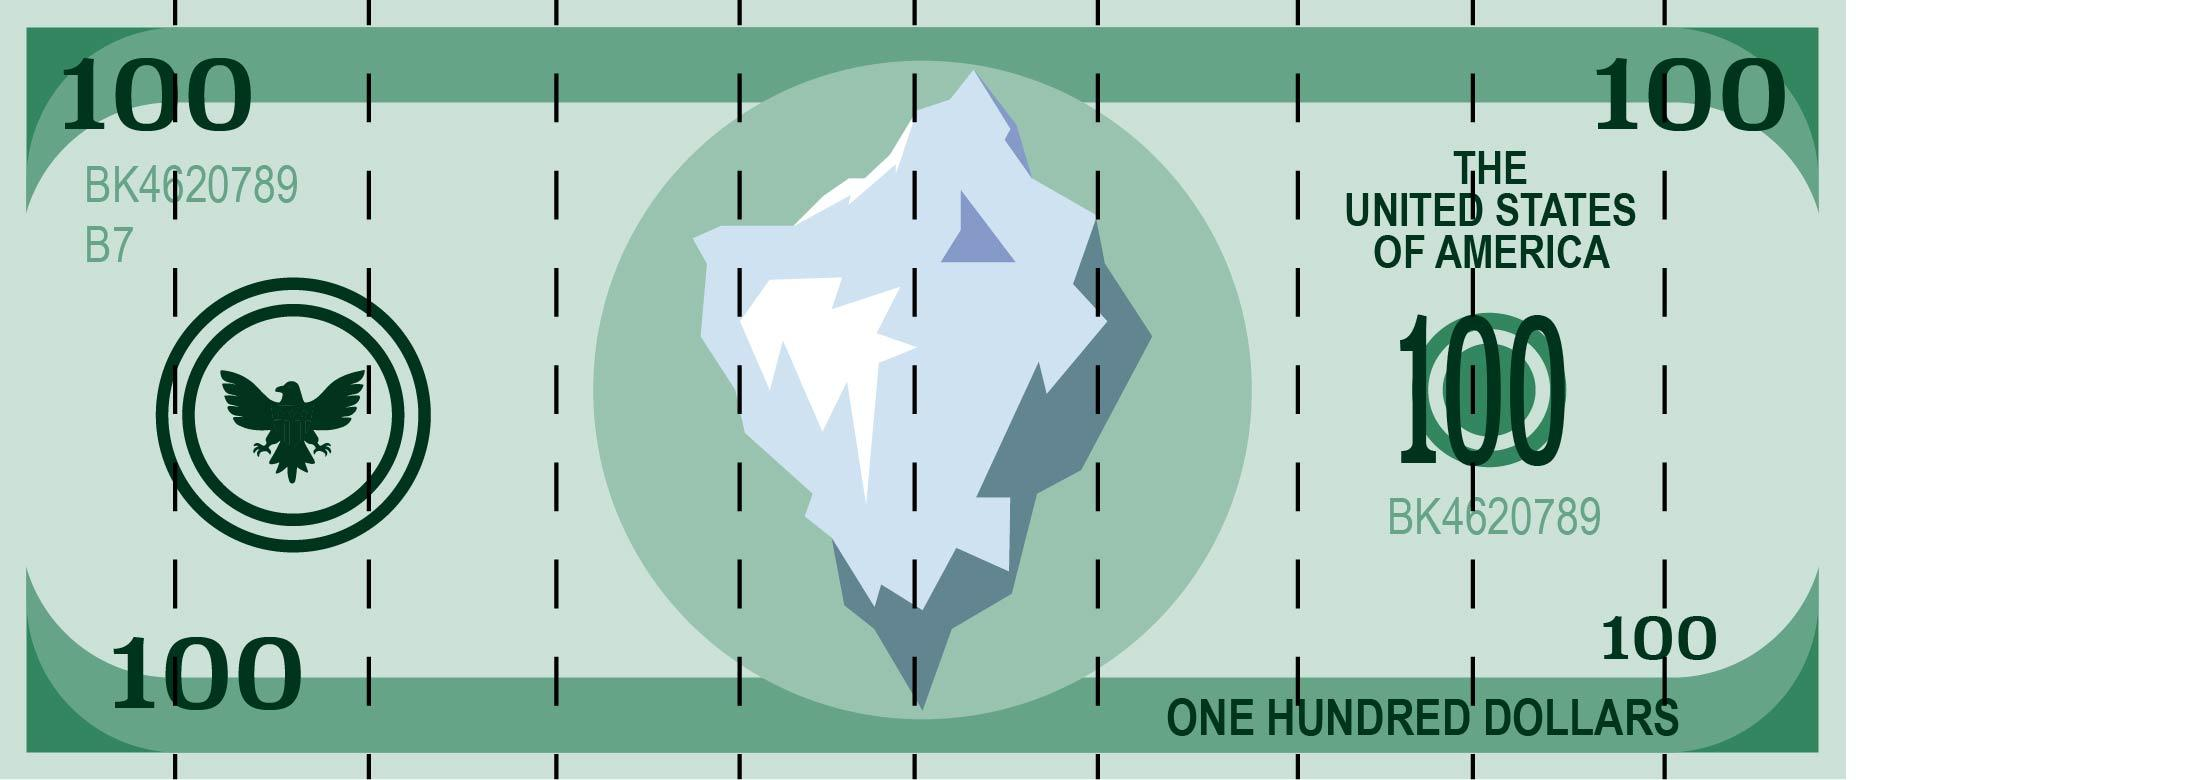 100
100
BK4620789
B7
THE
UNITED STATES
OF AMERICA
100
BK4620789
100
100
ONE HUNDRED DOLLARS